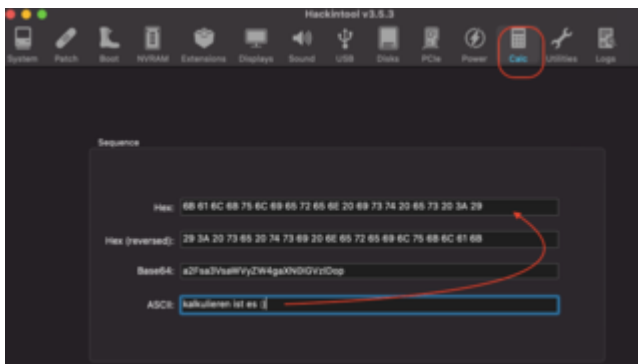 Hackintool v3.5.3
System Patch Boot NVRAM Extensions Displays Sound USB Disks PCIe Power Calc Utilities Logs
Sequence
Hex: 6B 61 6C 6B 75 6C 69 65 72 65 6E 20 69 73 74 20 65 73 20 3A 29
Hex (reversed): 29 3A 20 73 65 20 74 73 69 20 6E 65 72 65 69 6C 75 6B 6C 61 6B
Base64: a2Fsa3VsaWVyZW4gaXN0IGVzIDop
ASCII: kalkulieren ist es :)